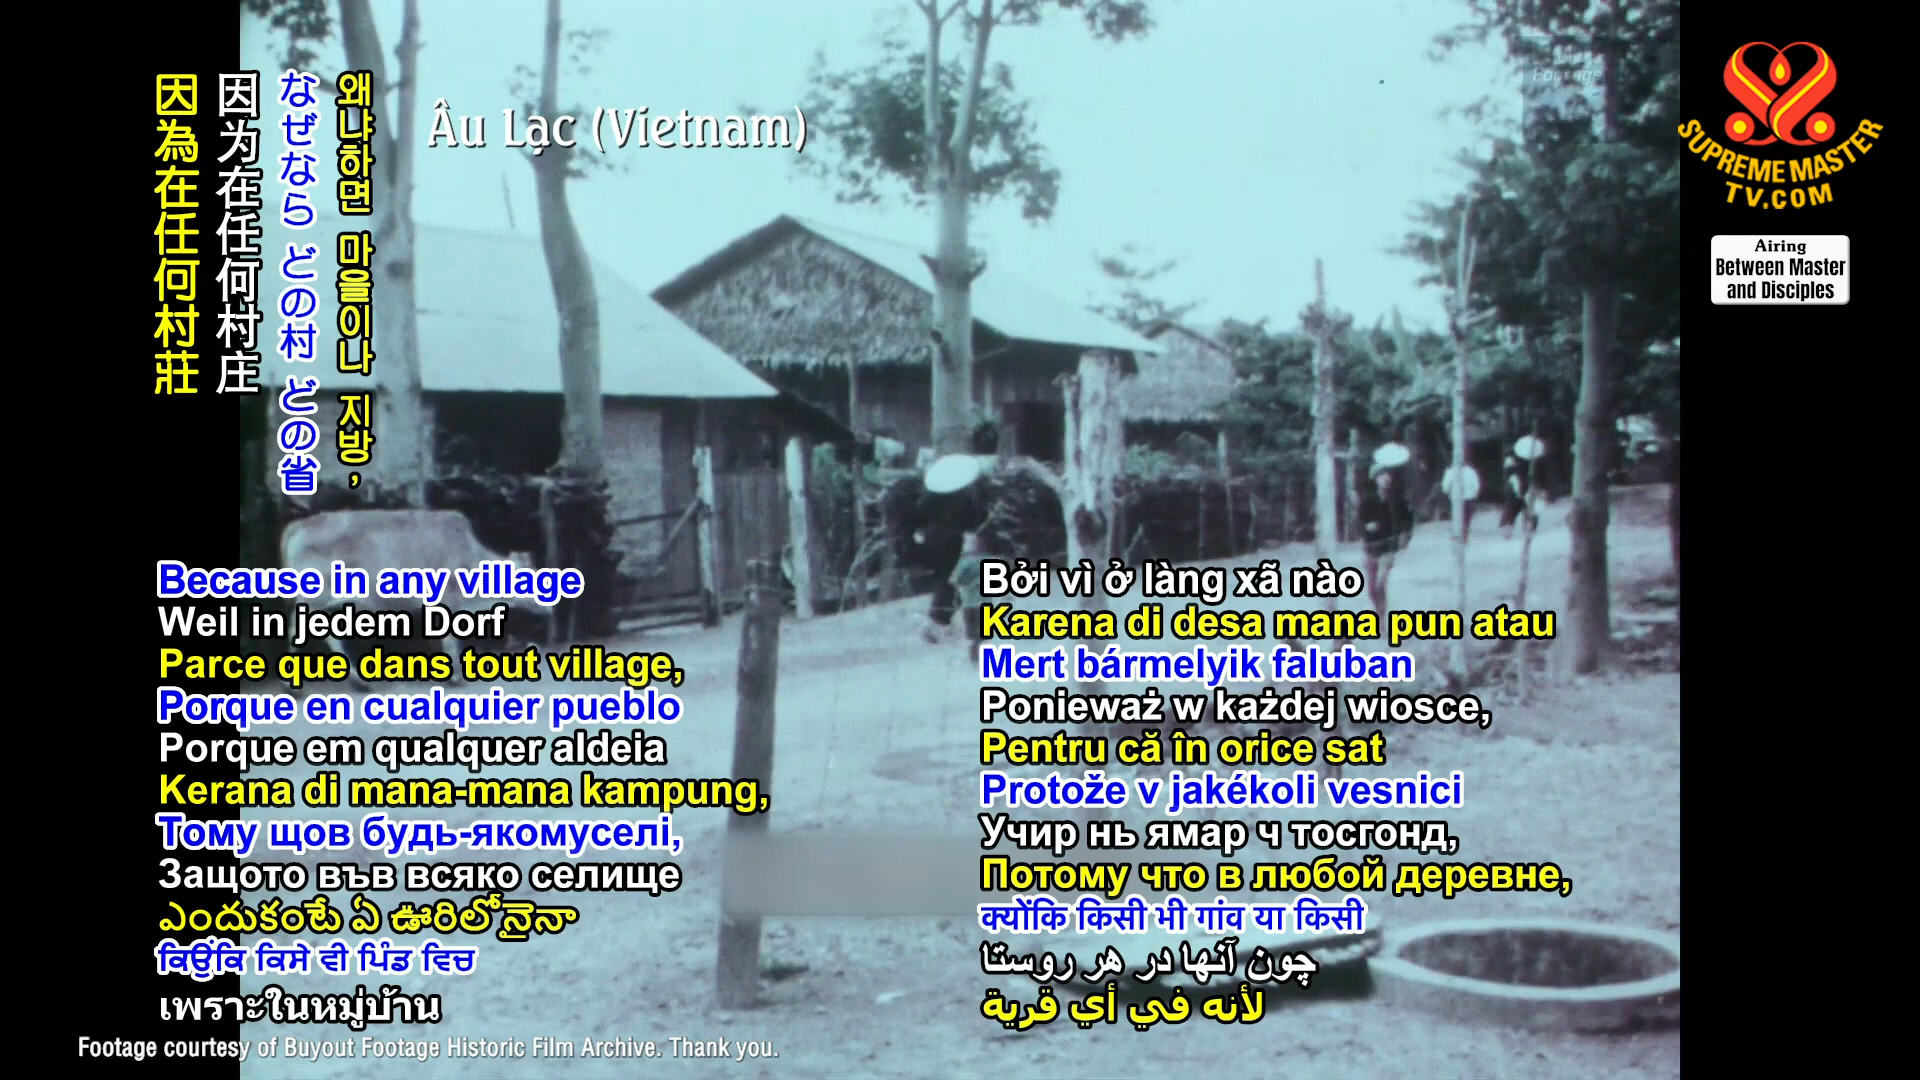 因為在任何村莊
因为在任何村庄
なぜなら どの村 どの省
왜냐하면 마을이나 지방,
Âu Lạc (Vietnam)
Footage
SUPREME MASTER
TV.COM
Airing
Between Master
and Disciples
Because in any village
Weil in jedem Dorf
Parce que dans tout village,
Porque en cualquier pueblo
Porque em qualquer aldeia
Kerana di mana-mana kampung,
Тому щов будь-якомуселі,
Защото във всяко селище
ఎందుకంటే ఏ ఊరిలోనైనా
ਕਿਉਂਕਿ ਕਿਸੇ ਵੀ ਪਿੰਡ ਵਿਚ
เพราะในหมู่บ้าน
Bởi vì ở làng xã nào
Karena di desa mana pun atau
Mert bármelyik faluban
Ponieważ w każdej wiosce,
Pentru că în orice sat
Protože v jakékoli vesnici
Учир нь ямар ч тосгонд,
Потому что в любой деревне,
क्योंकि किसी भी गांव या किसी
چون آنها در هر روستا
لأنه في أي قرية
Footage courtesy of Buyout Footage Historic Film Archive. Thank you.